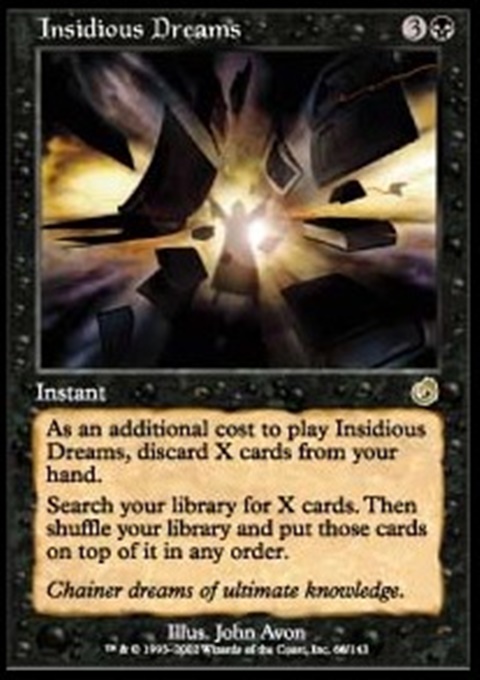 Insidious Dreams 3
Instant
As an additional cost to play Insidious
Dreams, discard X cards from your
hand.
Search your library for X cards. Then
shuffle your library and put those cards
on top of it in any order.
Chainer dreams of ultimate knowledge.
Illus. John Avon
™ & © 1993-2002 Wizards of the Coast, Inc. 66/143